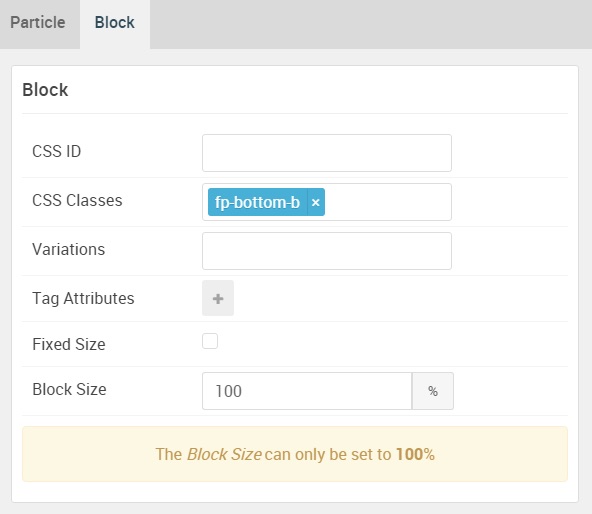 Particle Block
Block
CSS ID
CSS Classes fp-bottom-b ×
Variations
Tag Attributes +
Fixed Size
Block Size 100 %
The Block Size can only be set to 100%